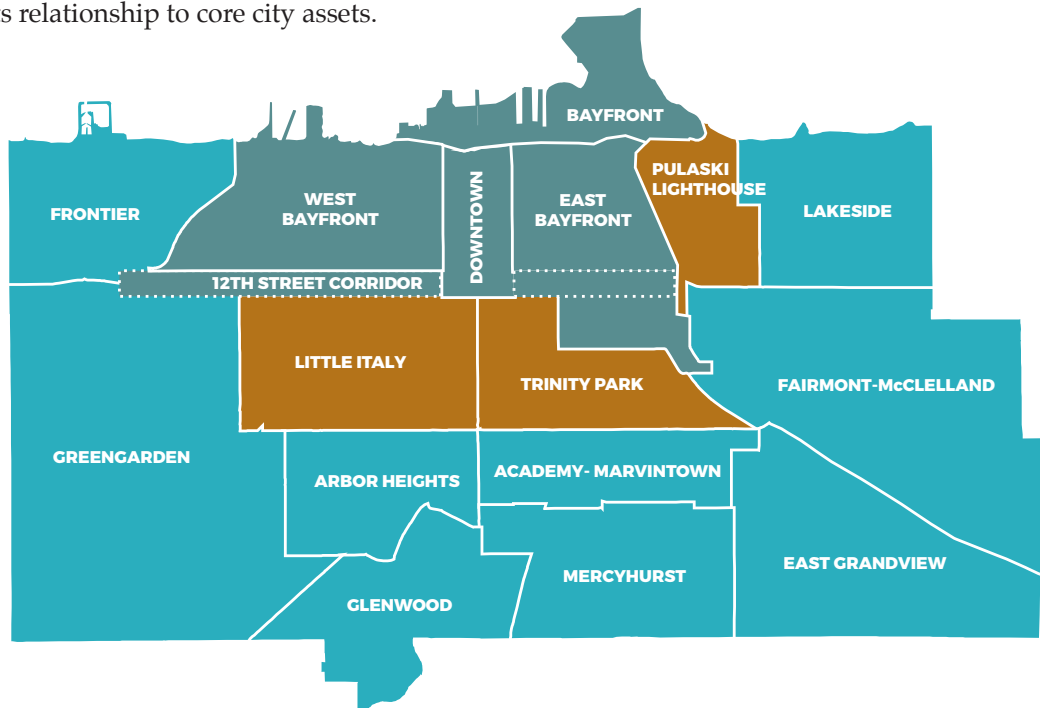 ts relationship to core city assets.
BAYFRONT
PULASKI
LIGHTHOUSE
WEST
BAYFRONT
EAST
BAYFRONT
DOWNTOWN
FRONTIER
LAKESIDE
12TH STREET CORRIDOR
LITTLE ITALY
TRINITY PARK
FAIRMONT-McCLELLAND
GREENGARDEN
ARBOR HEIGHTS
ACADEMY- MARVINTOWN
EAST GRANDVIEW
MERCYHURST
GLENWOOD